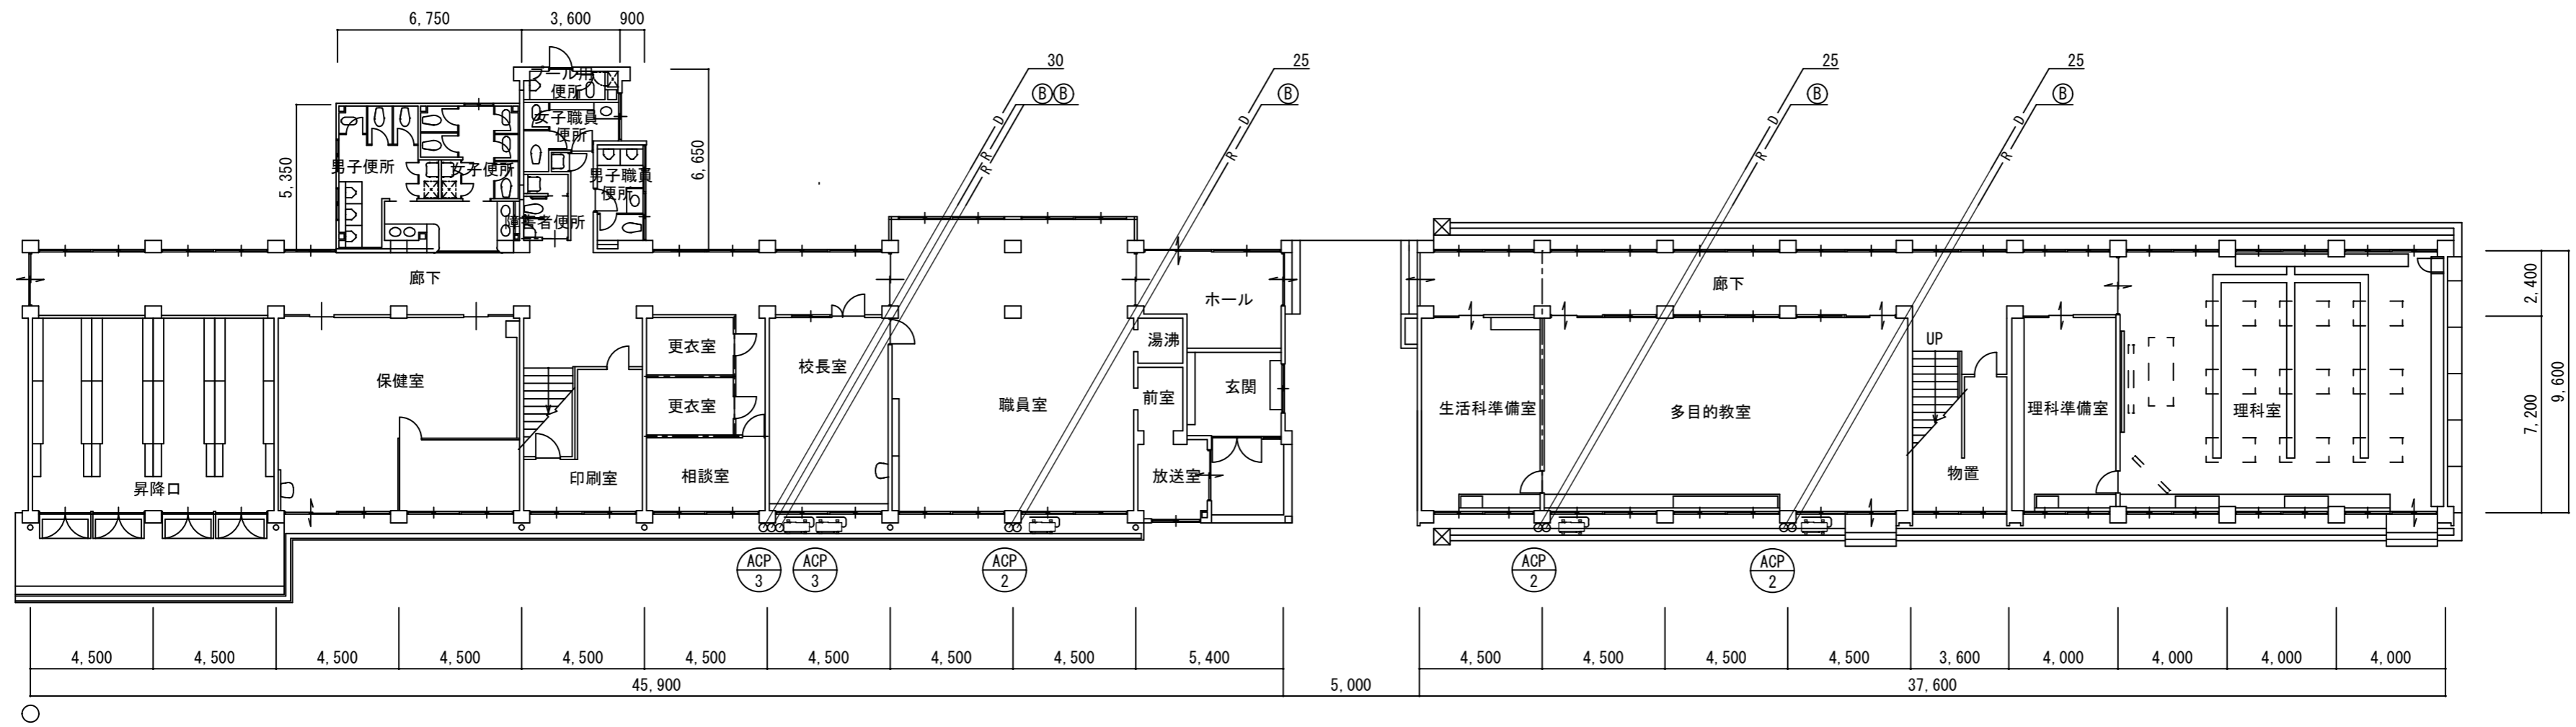 6,750
3,600
900
30
25
25
25
ⒷⒷ
Ⓑ
Ⓑ
Ⓑ
D
D
D
D
R
R
R
R
R
プール用
便所
女子職員
便所
男子便所
女子便所
男子職員
便所
障害者便所
5,350
6,650
廊下
ホール
廊下
2,400
7,200
9,600
湯沸
UP
更衣室
校長室
保健室
玄関
前室
更衣室
職員室
生活科準備室
多目的教室
理科準備室
理科室
昇降口
印刷室
相談室
放送室
物置
ACP
3
ACP
3
ACP
2
ACP
2
ACP
2
4,500
4,500
4,500
4,500
4,500
4,500
4,500
4,500
4,500
5,400
4,500
4,500
4,500
4,500
3,600
4,000
4,000
4,000
4,000
45,900
5,000
37,600